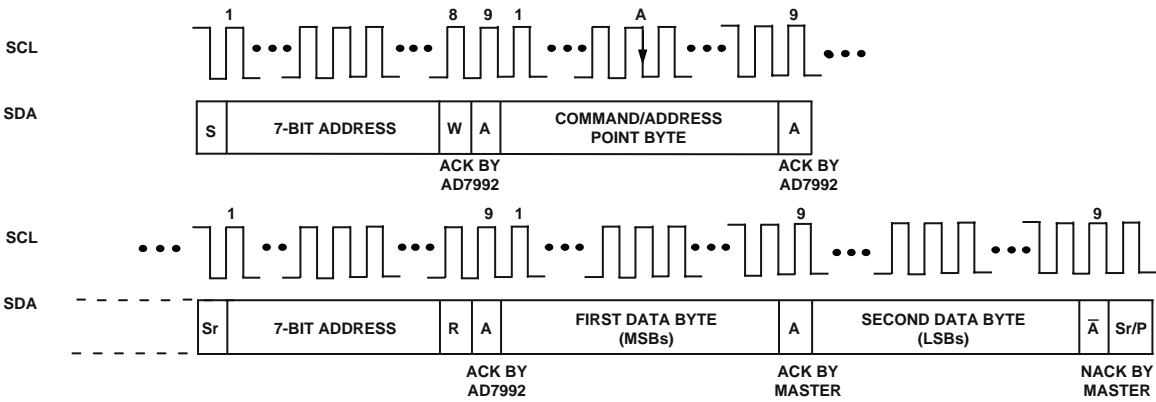 1 8 9 1 A 9
SCL
SDA
S 7-BIT ADDRESS W A COMMAND/ADDRESS
POINT BYTE A
ACK BY
AD7992
ACK BY
AD7992
1 9 1 9 9
SCL
SDA
Sr 7-BIT ADDRESS R A FIRST DATA BYTE
(MSBs) A SECOND DATA BYTE
(LSBs) A̅ Sr/P
ACK BY
AD7992
ACK BY
MASTER
NACK BY
MASTER